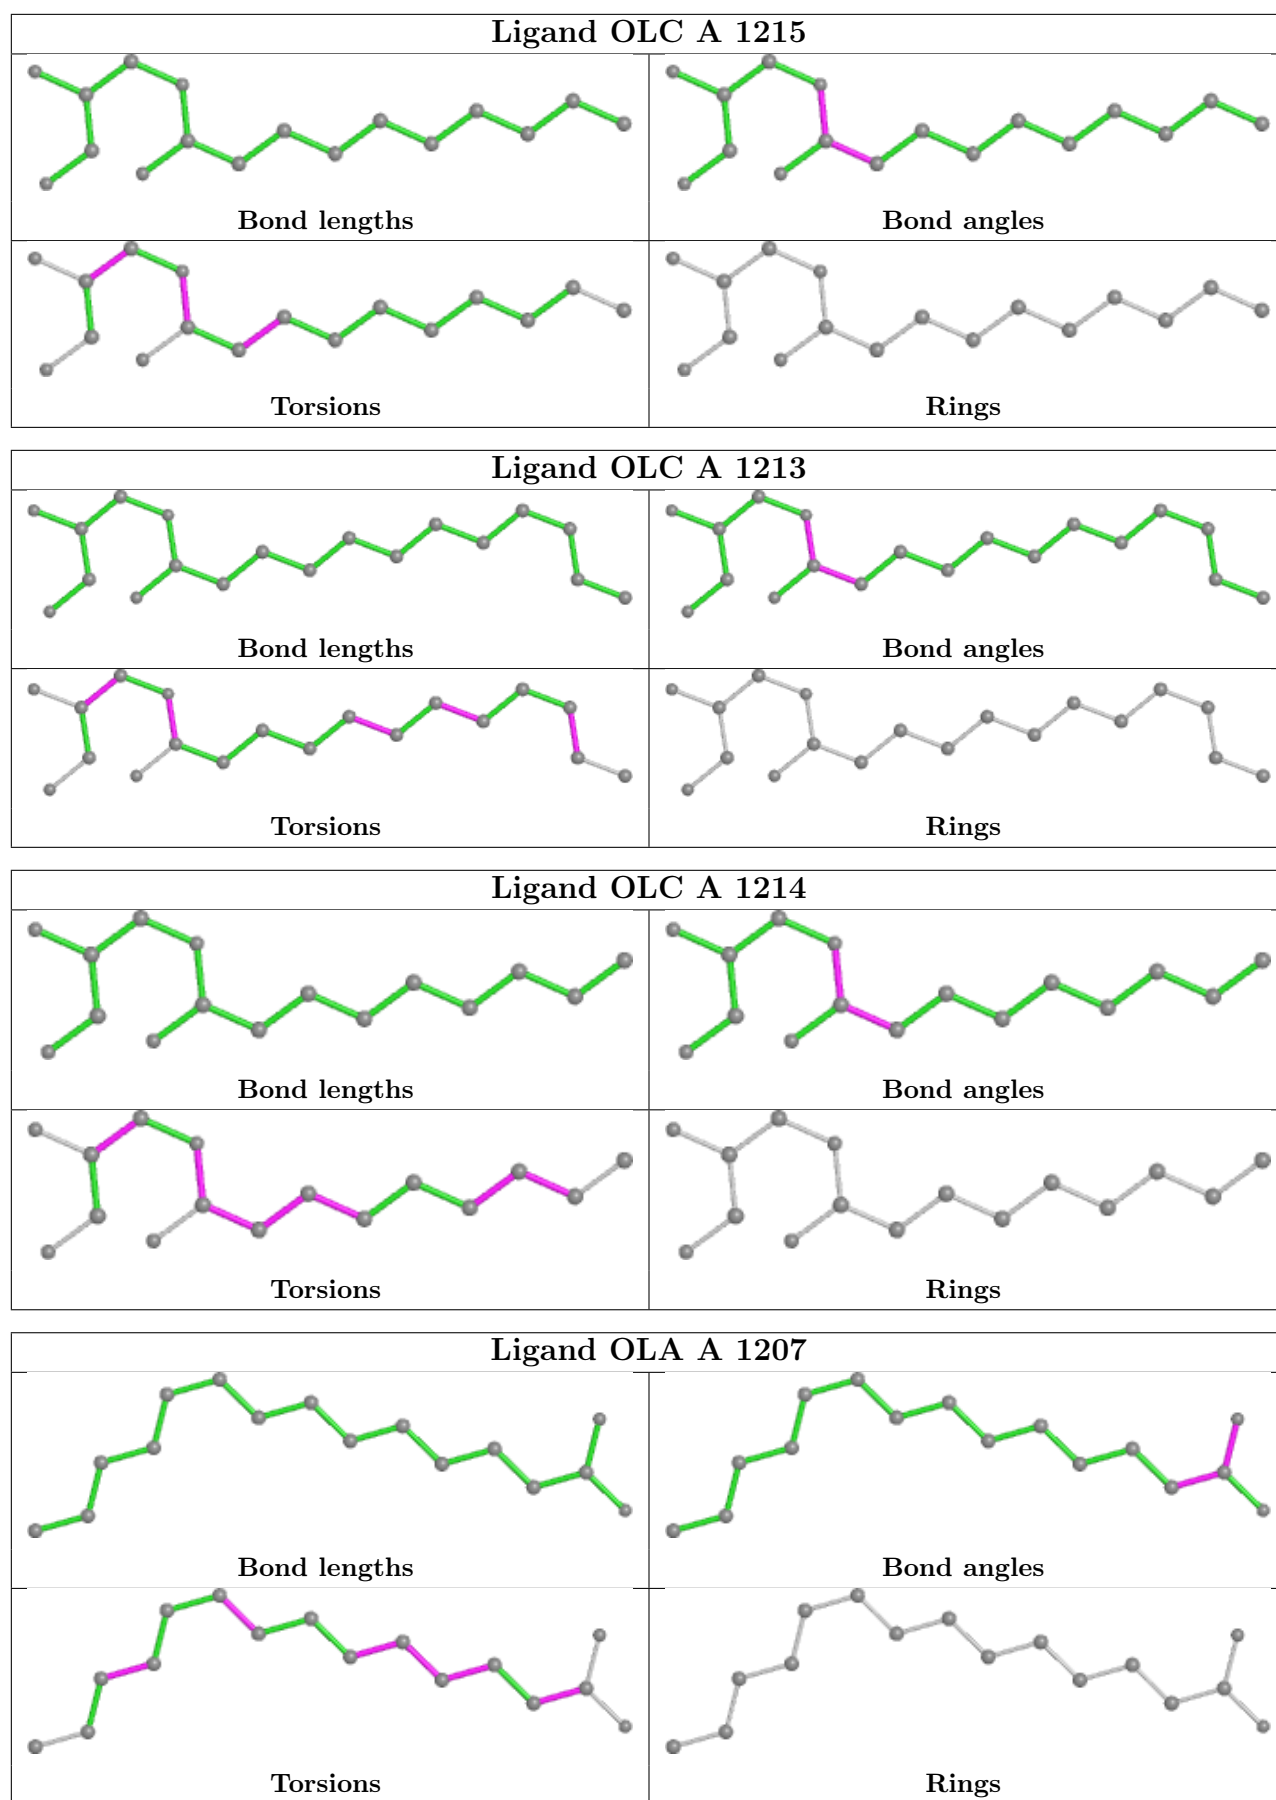 Ligand OLC A 1215
Bond lengths
Bond angles
Torsions
Rings
Ligand OLC A 1213
Bond lengths
Bond angles
Torsions
Rings
Ligand OLC A 1214
Bond lengths
Bond angles
Torsions
Rings
Ligand OLA A 1207
Bond lengths
Bond angles
Torsions
Rings